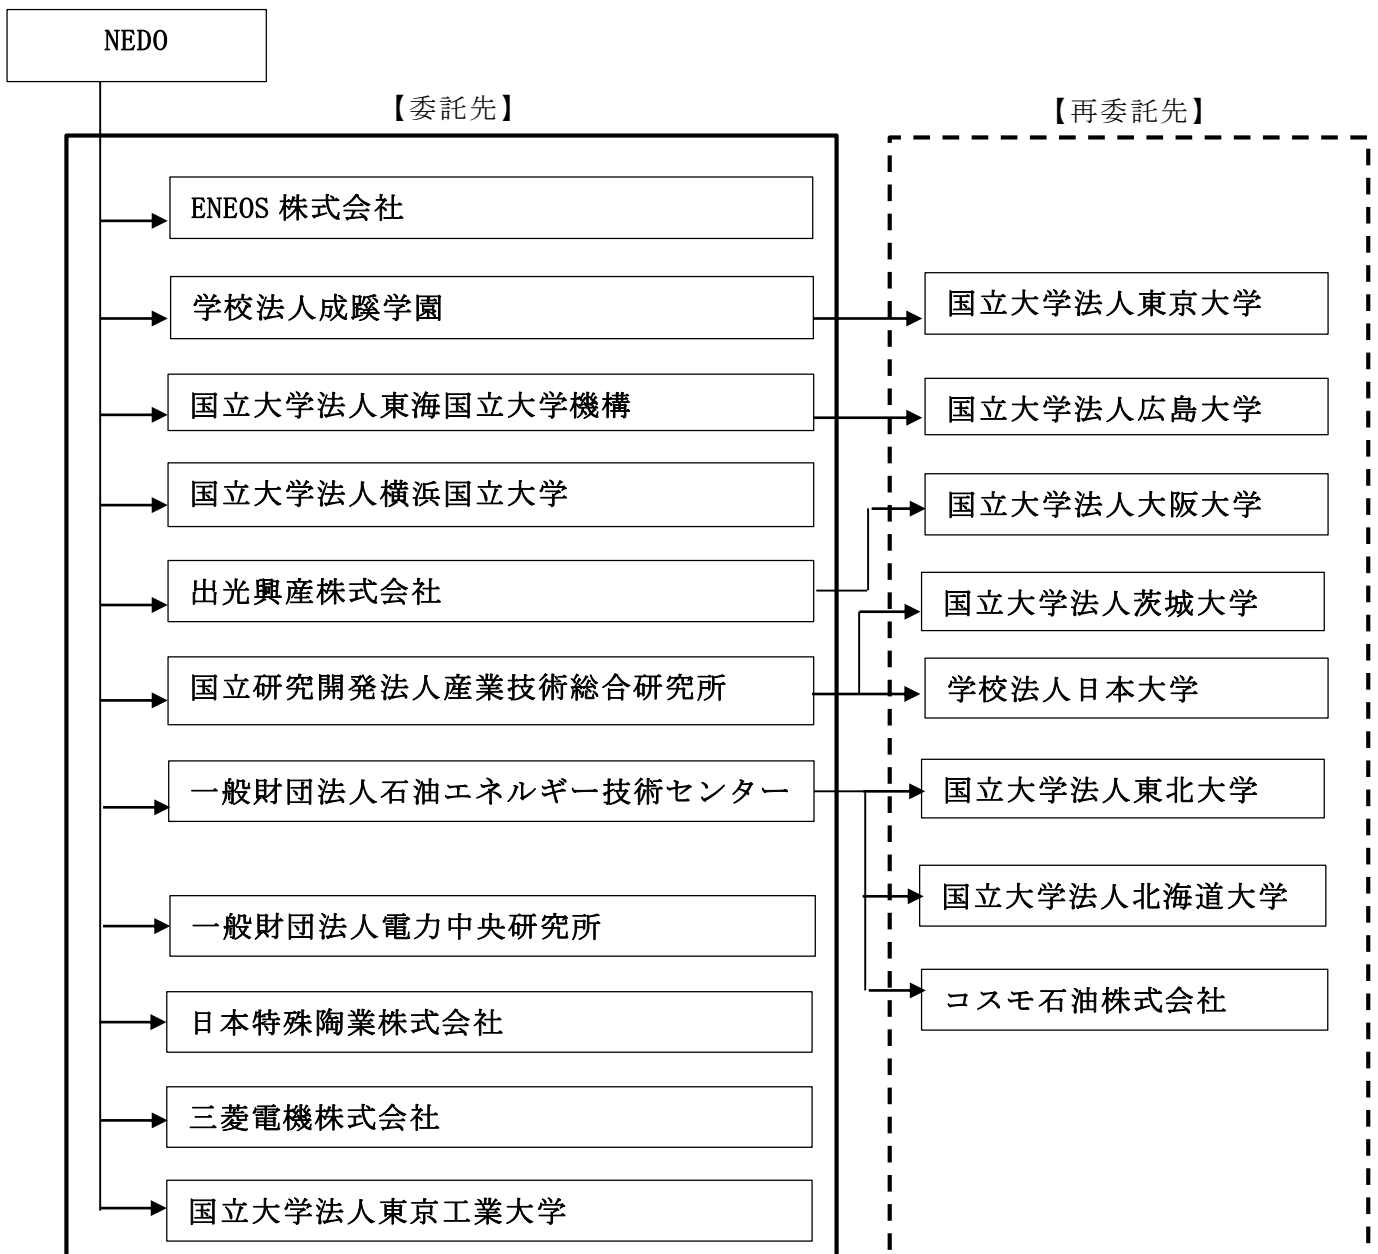 NEDO
【委託先】
【再委託先】
ENEOS 株式会社
学校法人成蹊学園
国立大学法人東京大学
国立大学法人東海国立大学機構
国立大学法人広島大学
国立大学法人横浜国立大学
国立大学法人大阪大学
出光興産株式会社
国立大学法人茨城大学
国立研究開発法人産業技術総合研究所
学校法人日本大学
一般財団法人石油エネルギー技術センター
国立大学法人東北大学
国立大学法人北海道大学
一般財団法人電力中央研究所
コスモ石油株式会社
日本特殊陶業株式会社
三菱電機株式会社
国立大学法人東京工業大学